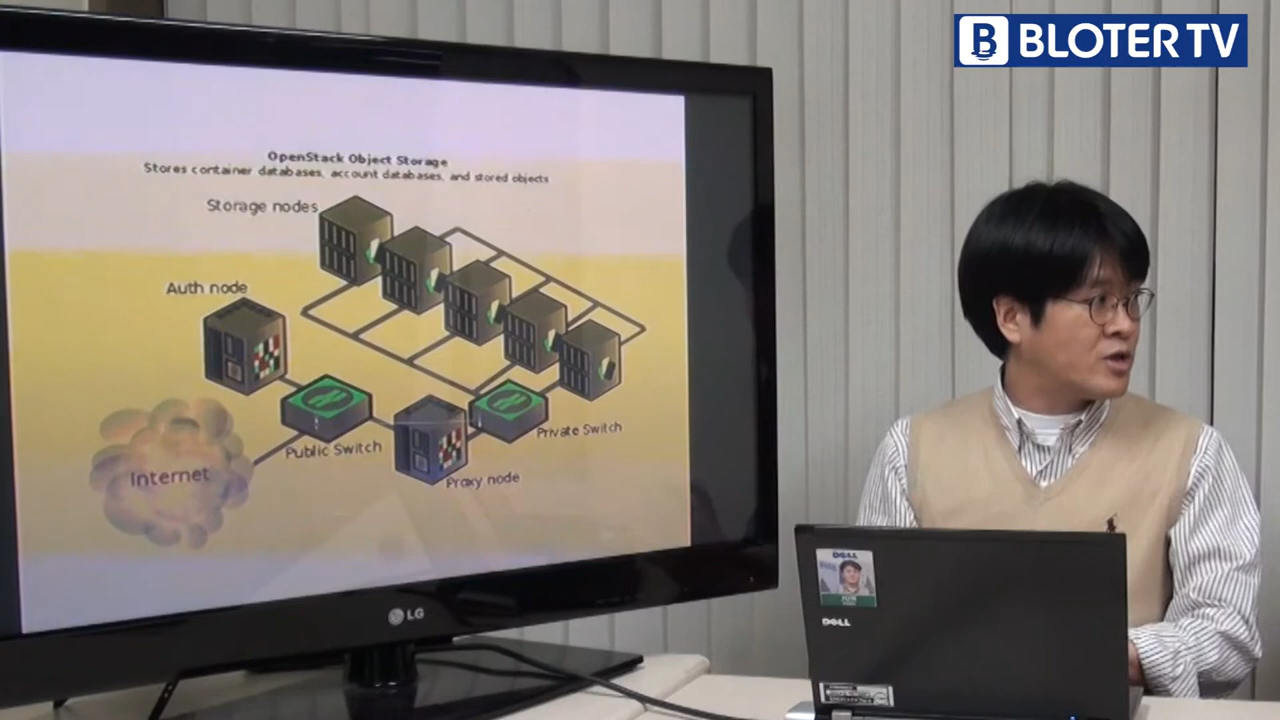 B BLOTER TV
OpenStack Object Storage
Stores container databases, account databases, and stored objects
Storage nodes
Auth node
Public Switch
Private Switch
Proxy node
Internet
LG
DELL
DELL